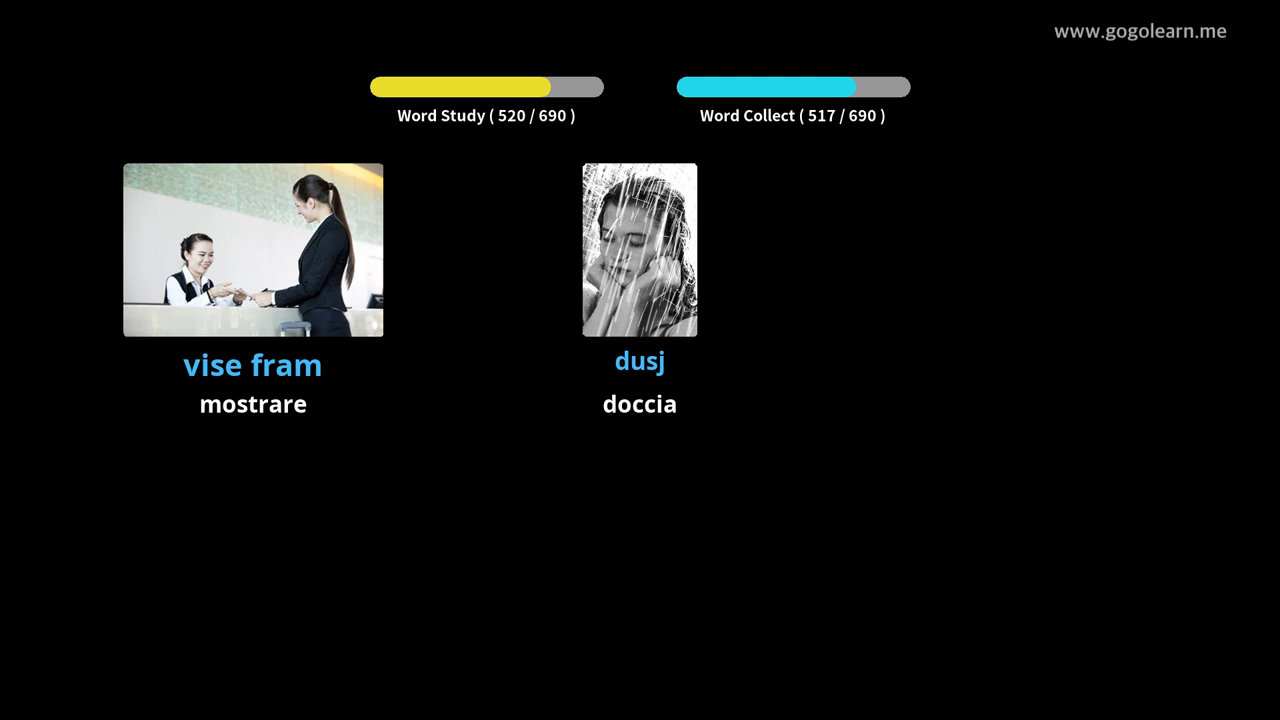 www.gogolearn.me
Word Study ( 520 / 690 )
Word Collect ( 517 / 690 )
vise fram
mostrare
dusj
doccia